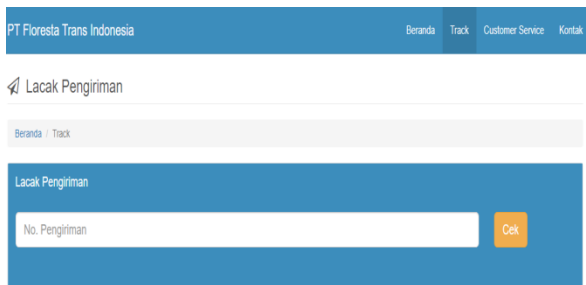 PT Floresta Trans Indonesia Beranda Track Customer Service Kontak
Lacak Pengiriman
Beranda / Track
Lacak Pengiriman
No. Pengiriman Cek